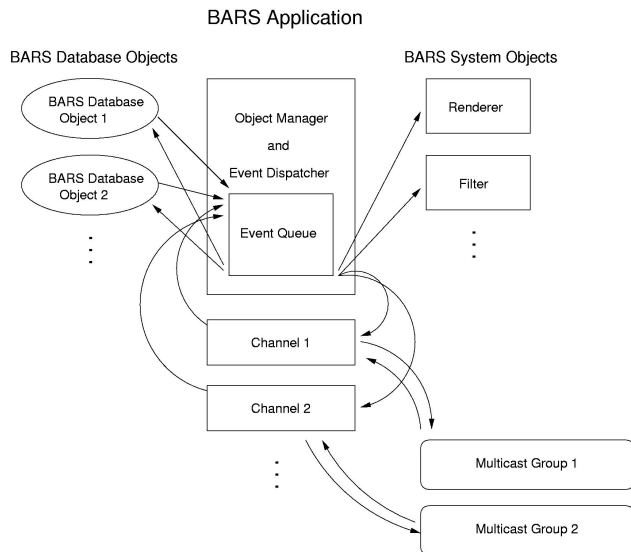 BARS Application
BARS Database Objects
BARS System Objects
BARS Database
Object 1
Object Manager
and
Event Dispatcher
Renderer
BARS Database
Object 2
Filter
Event Queue
Channel 1
Channel 2
Multicast Group 1
Multicast Group 2